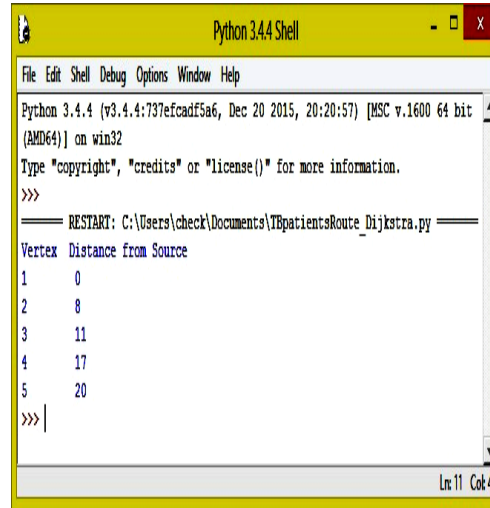 Python 3.4.4 Shell
File Edit Shell Debug Options Window Help
Python 3.4.4 (v3.4.4:737efcadf5a6, Dec 20 2015, 20:20:57) [MSC v.1600 64 bit
(AMD64)] on win32
Type "copyright", "credits" or "license()" for more information.
>>>
===== RESTART: C:\Users\check\Documents\TBpatientsRoute_Dijkstra.py =====
Vertex Distance from Source
1 0
2 8
3 11
4 17
5 20
>>>
Ln: 11 Col: 4